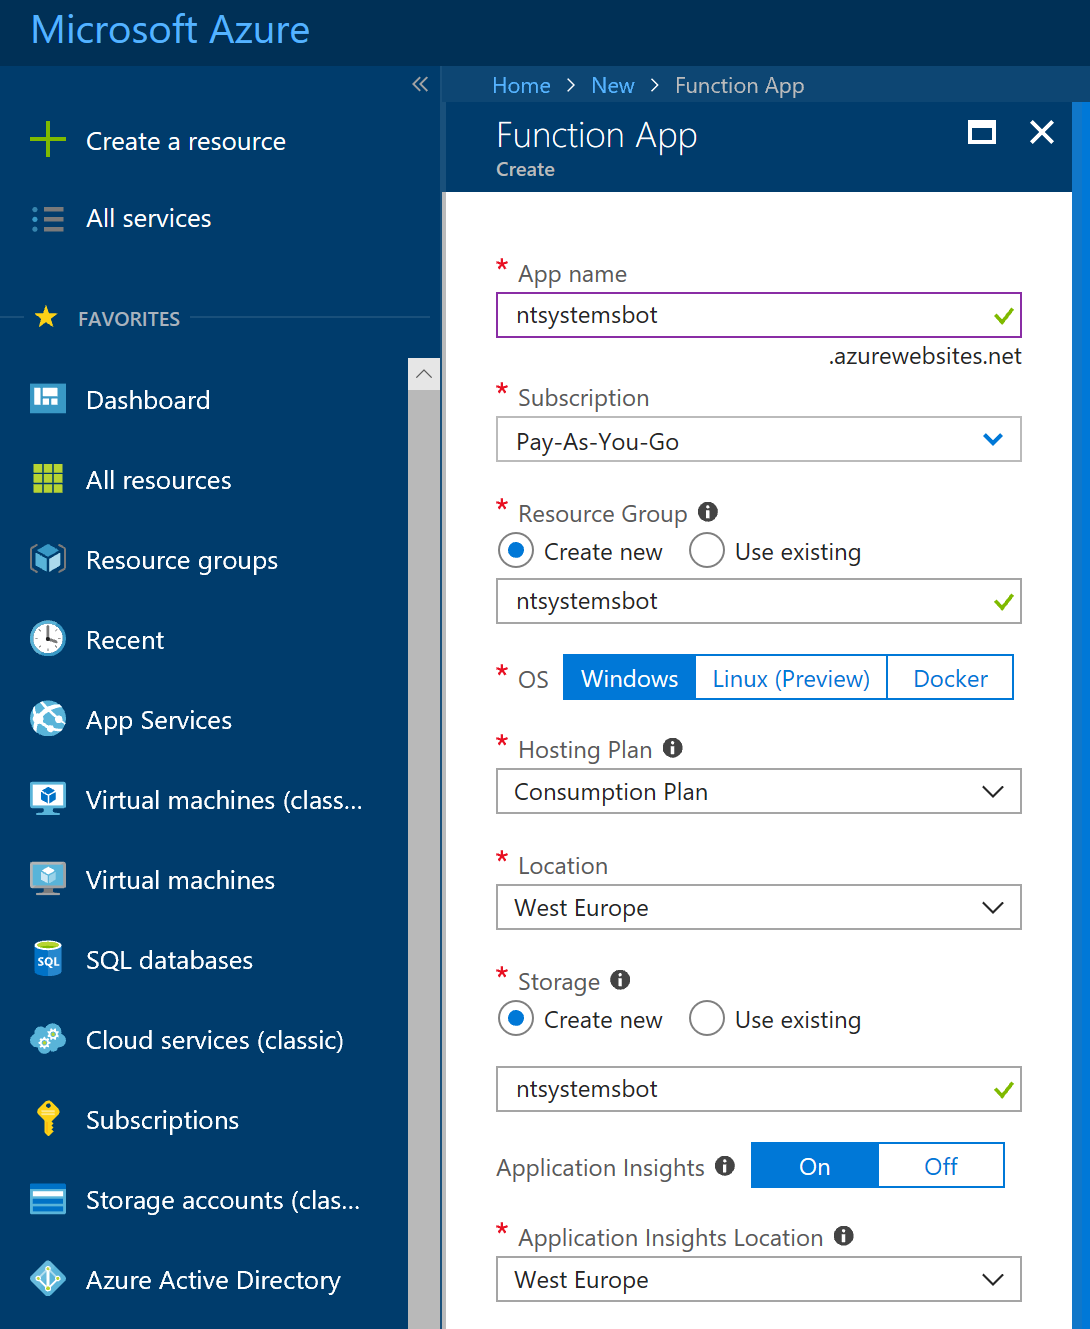 Microsoft Azure
Home > New > Function App
Create a resource
All services
FAVORITES
Dashboard
All resources
Resource groups
Recent
App Services
Virtual machines (class...
Virtual machines
SQL
SQL databases
Cloud services (classic)
Subscriptions
Storage accounts (clas...
Azure Active Directory
Function App
Create
* App name
ntsystemsbot
.azurewebsites.net
* Subscription
Pay-As-You-Go
* Resource Group
Create new Use existing
ntsystemsbot
* OS Windows Linux (Preview) Docker
* Hosting Plan
Consumption Plan
* Location
West Europe
* Storage
Create new Use existing
ntsystemsbot
Application Insights On Off
* Application Insights Location
West Europe